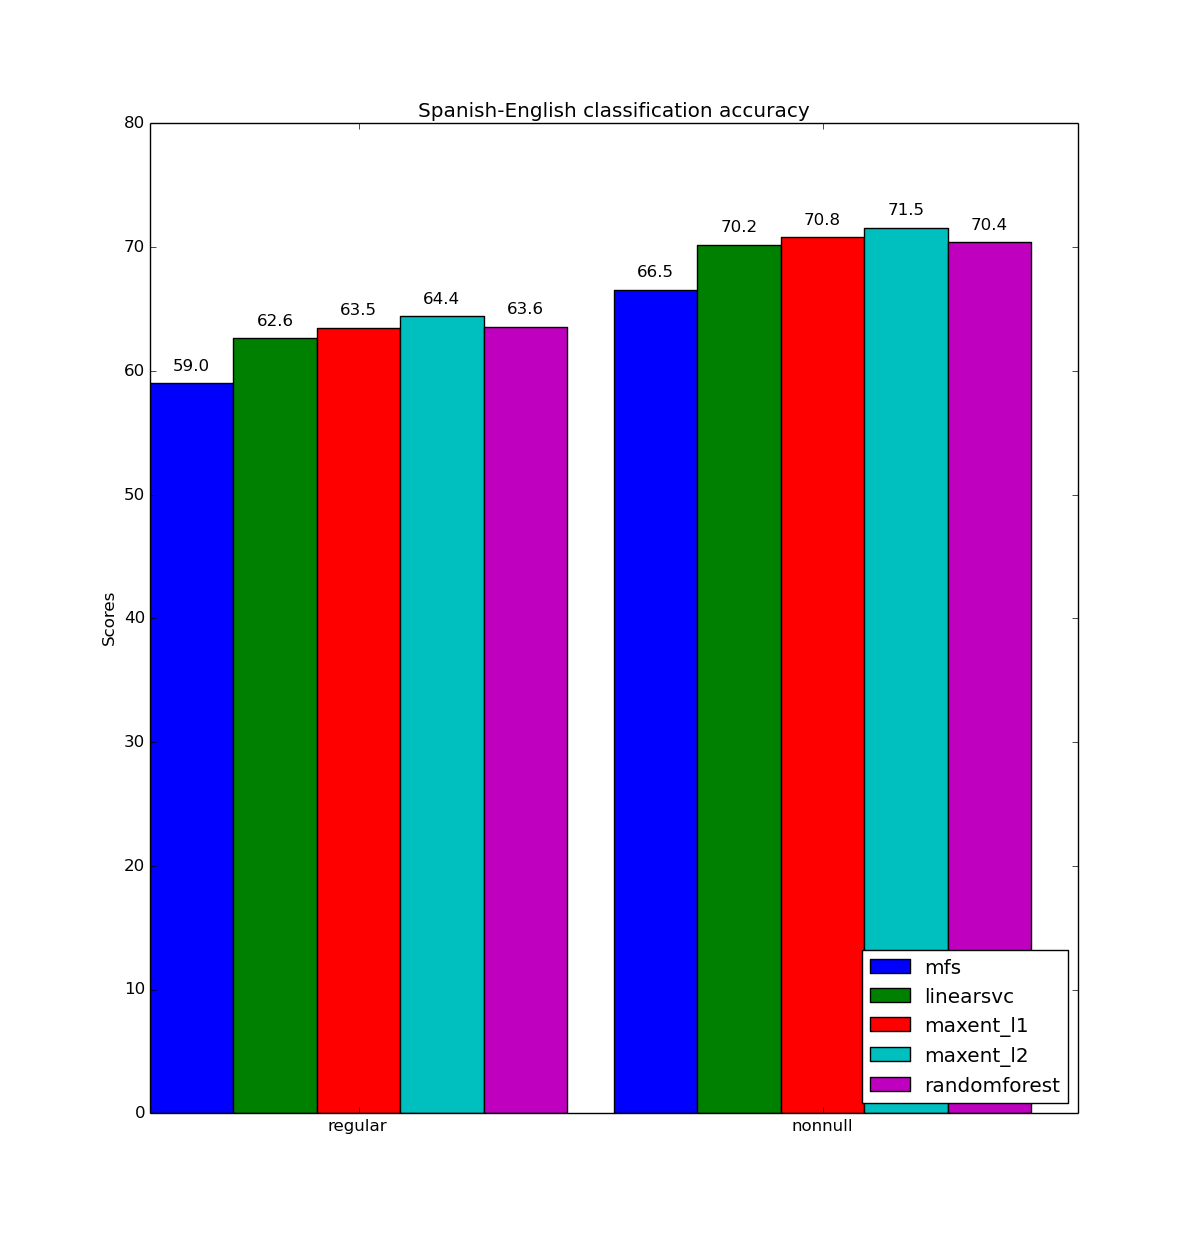 Spanish-English classification accuracy
80
70
60
50
40
30
20
10
0
Scores
59.0
62.6
63.5
64.4
63.6
66.5
70.2
70.8
71.5
70.4
regular
nonnull
mfs
linearsvc
maxent_l1
maxent_l2
randomforest